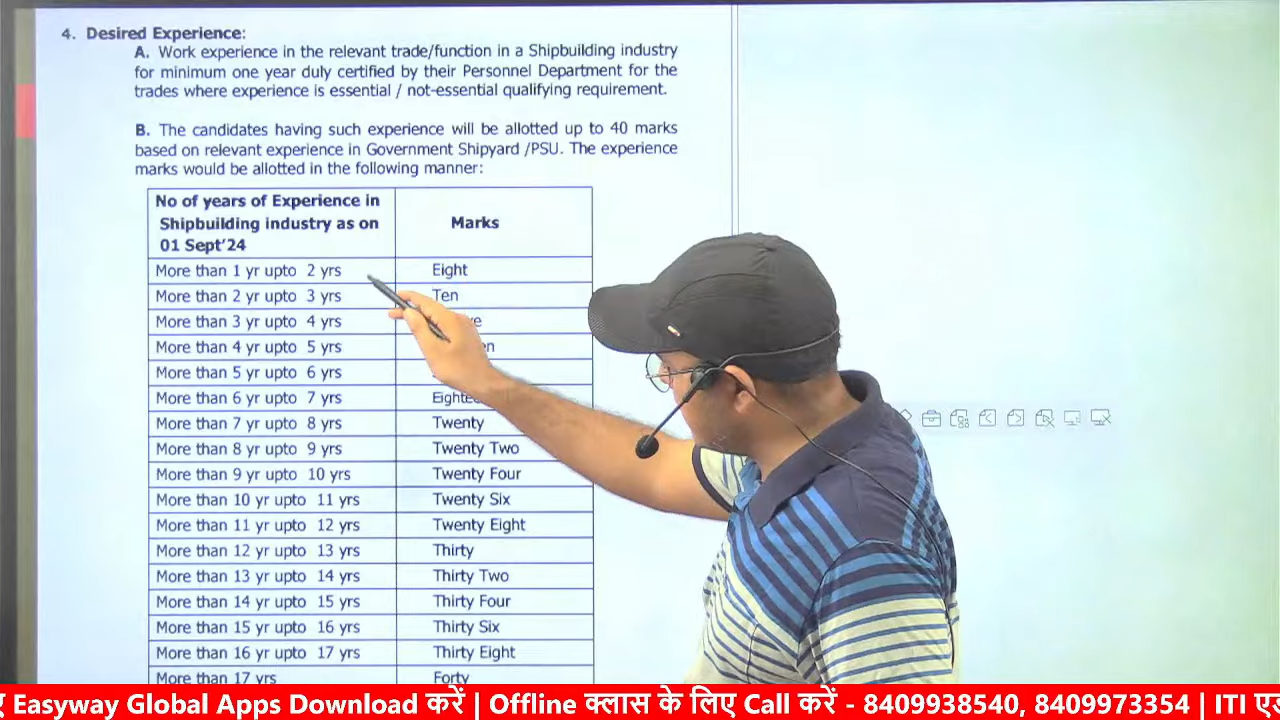 4. Desired Experience:
A. Work experience in the relevant trade/function in a Shipbuilding industry
for minimum one year duly certified by their Personnel Department for the
trades where experience is essential / not-essential qualifying requirement.
B. The candidates having such experience will be allotted up to 40 marks
based on relevant experience in Government Shipyard /PSU. The experience
marks would be allotted in the following manner:
No of years of Experience in
Shipbuilding industry as on
01 Sept'24
Marks
More than 1 yr upto 2 yrs Eight
More than 2 yr upto 3 yrs Ten
More than 3 yr upto 4 yrs
More than 4 yr upto 5 yrs
More than 5 yr upto 6 yrs
More than 6 yr upto 7 yrs
More than 7 yr upto 8 yrs Twenty
More than 8 yr upto 9 yrs Twenty Two
More than 9 yr upto 10 yrs Twenty Four
More than 10 yr upto 11 yrs Twenty Six
More than 11 yr upto 12 yrs Twenty Eight
More than 12 yr upto 13 yrs Thirty
More than 13 yr upto 14 yrs Thirty Two
More than 14 yr upto 15 yrs Thirty Four
More than 15 yr upto 16 yrs Thirty Six
More than 16 yr upto 17 yrs Thirty Eight
More than 17 yrs Forty
Easyway Global Apps Download करें | Offline क्लास के लिए Call करें - 8409938540, 8409973354 | ITI